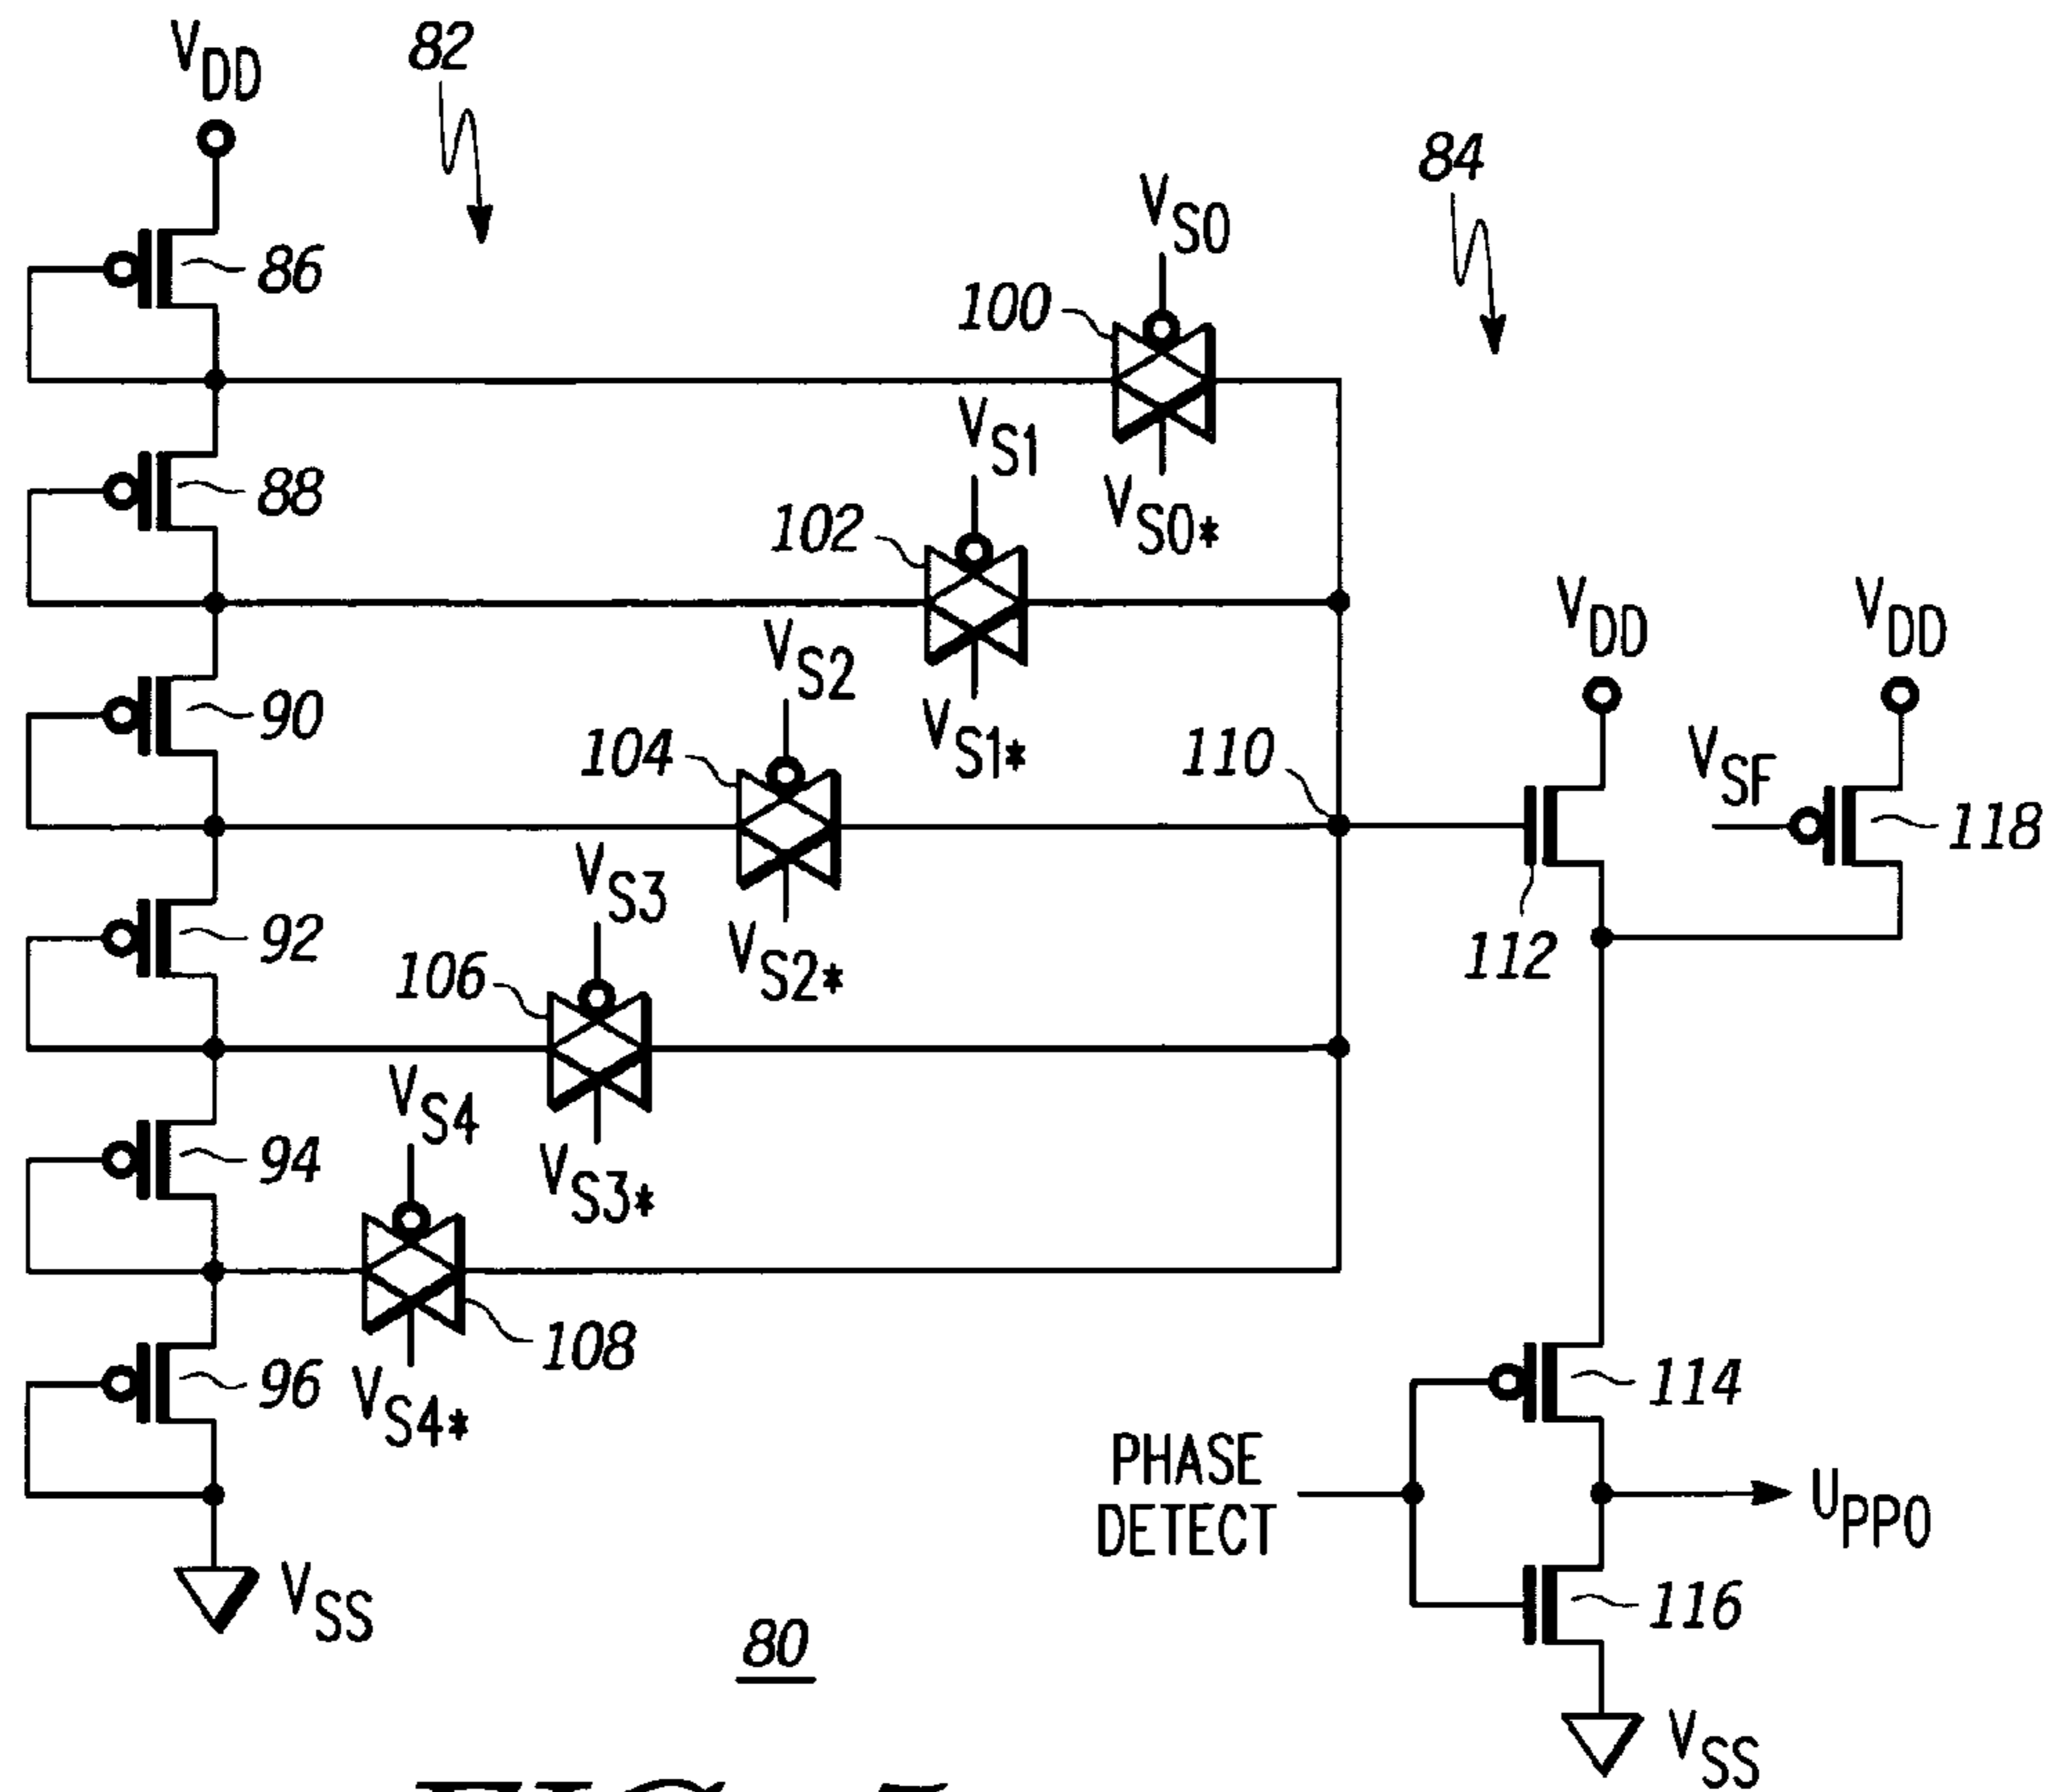 VDD
82
84
VS0
86
100
VS1
88
VS0*
102
VS2
VDD
VDD
90
VS1*
104
110
VSF
118
VS3
92
VS2*
112
106
VS4
94
VS3*
108
96
114
VS4*
PHASE
DETECT
UPPO
VSS
116
80
VSS